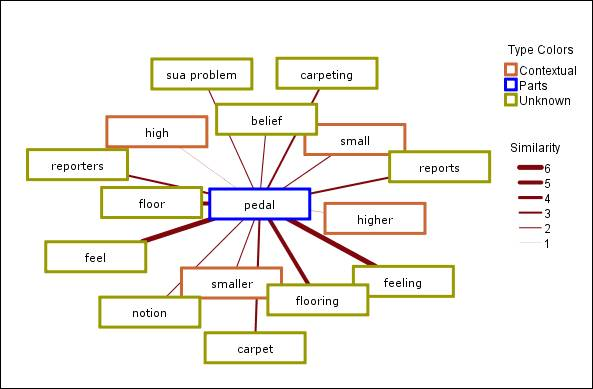 sua problem
carpeting
Type Colors
Contextual
Parts
Unknown
belief
high
small
Similarity
reporters
reports
6
5
4
3
2
1
floor
pedal
higher
feel
smaller
feeling
flooring
notion
carpet